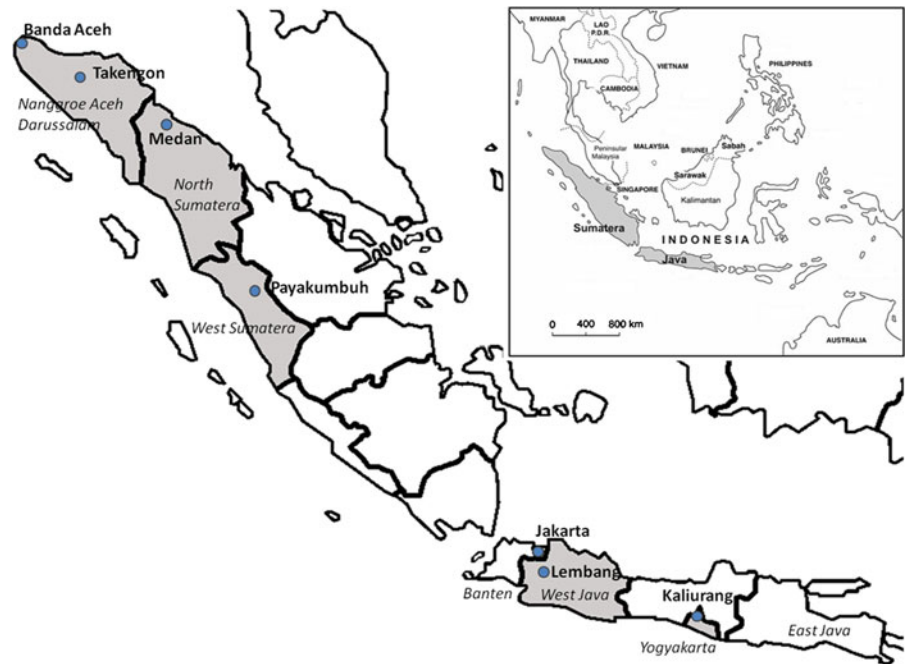 Banda Aceh
Takengon
Nanggroe Aceh
Darussalam
Medan
North
Sumatera
Payakumbuh
West Sumatera
Jakarta
Lembang
Banten
West Java
Kaliurang
Yogyakarta
East Java
MYANMAR
LAO
P.D.R.
THAILAND
VIETNAM
CAMBODIA
PHILIPPINES
Peninsular
Malaysia
MALAYSIA
BRUNEI
Sabah
Sarawak
SINGAPORE
Kalimantan
Sumatera
INDONESIA
Java
0 400 800 km
AUSTRALIA